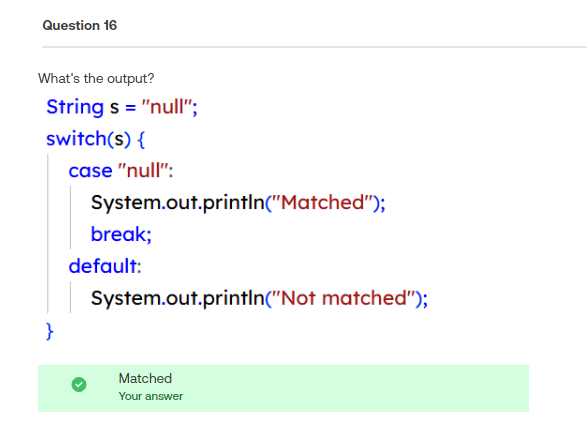 Question 16
What's the output?
String s = "null";
switch(s) {
case "null":
System.out.println("Matched");
break;
default:
System.out.println("Not matched");
}
Matched
Your answer